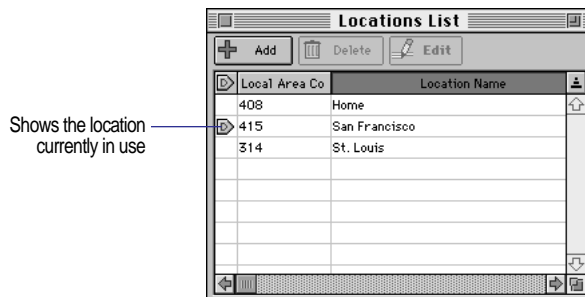 Locations List
Add Delete Edit
Local Area Co Location Name
408 Home
Shows the location
currently in use
415 San Francisco
314 St. Louis